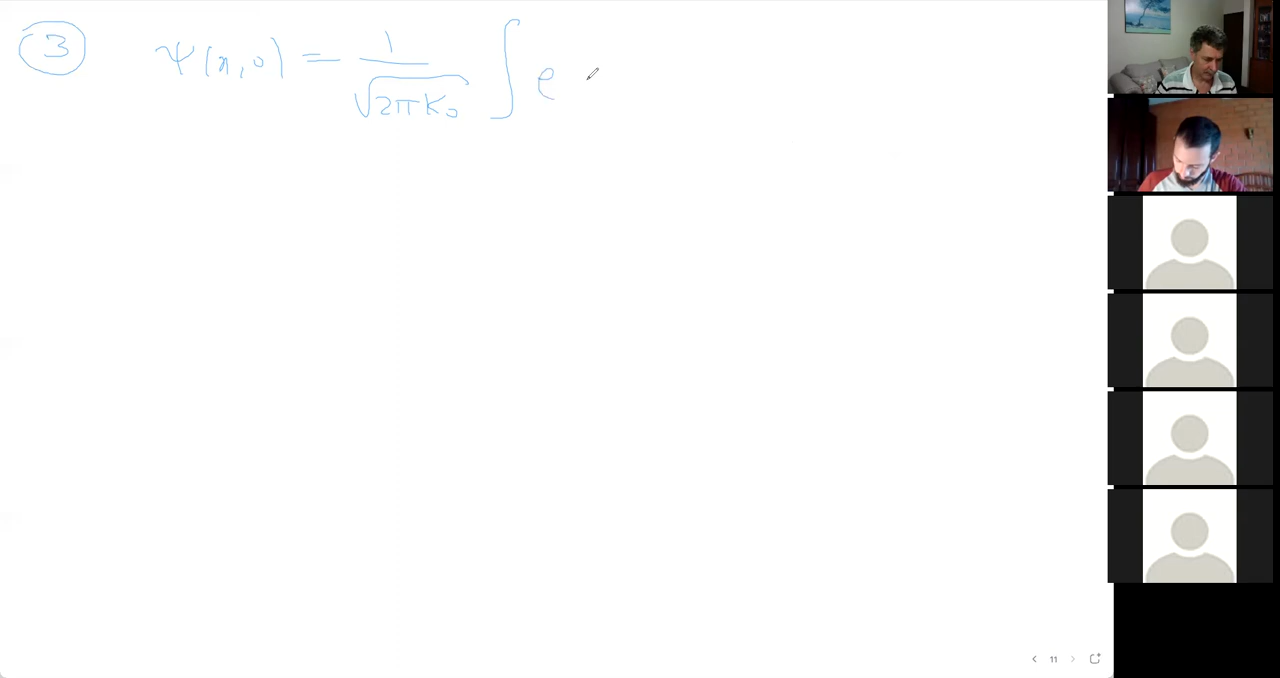 ③ Ψ(x,0) = 1/√(2πK₀) ∫ e
11